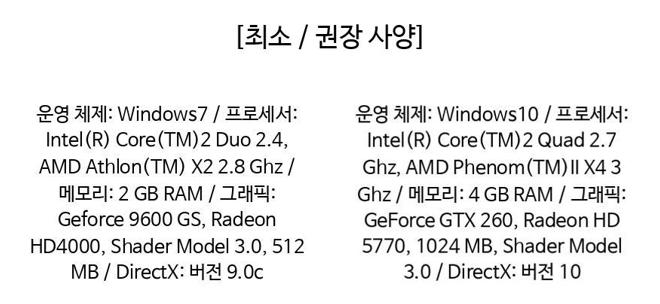 [최소 / 권장 사양]
운영 체제: Windows7 / 프로세서:
Intel(R) Core(TM)2 Duo 2.4,
AMD Athlon(TM) X2 2.8 Ghz /
메모리: 2 GB RAM / 그래픽:
Geforce 9600 GS, Radeon
HD4000, Shader Model 3.0, 512
MB / DirectX: 버전 9.0c
운영 체제: Windows10 / 프로세서:
Intel(R) Core(TM)2 Quad 2.7
Ghz, AMD Phenom(TM)II X4 3
Ghz / 메모리: 4 GB RAM / 그래픽:
GeForce GTX 260, Radeon HD
5770, 1024 MB, Shader Model
3.0 / DirectX: 버전 10